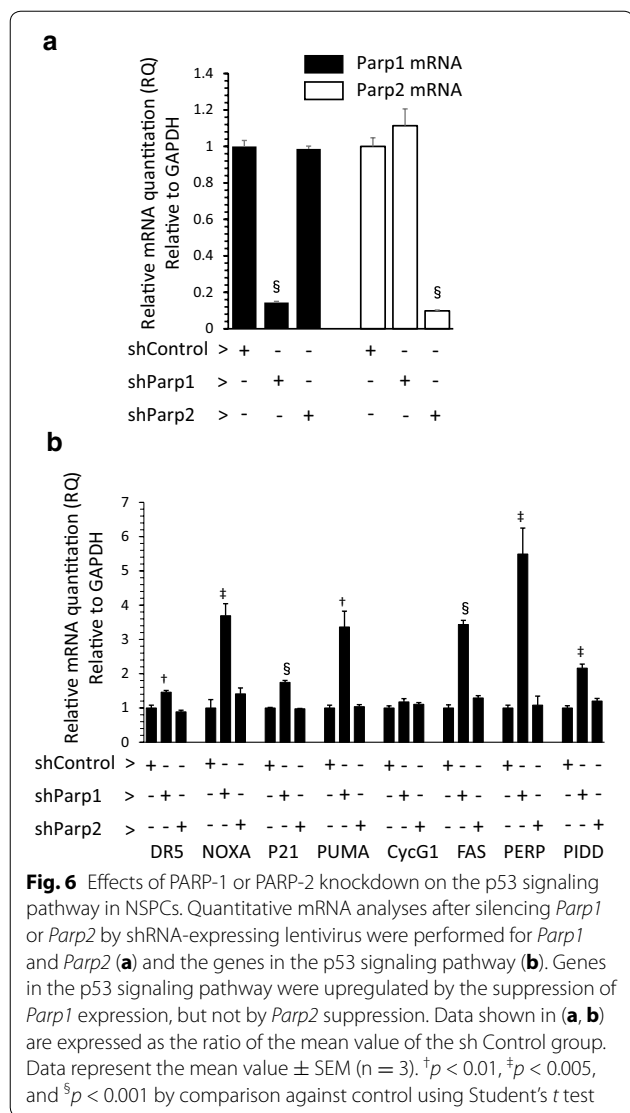 a
Parp1 mRNA
Parp2 mRNA
Relative mRNA quantitation (RQ)
Relative to GAPDH
1.4
1.2
1
0.8
0.6
0.4
0.2
0
§
§
shControl > + - - + - -
shParp1 > - + - - + -
shParp2 > - - + - - +
b
Relative mRNA quantitation (RQ)
Relative to GAPDH
7
6
5
4
3
2
1
0
† ‡ § † § ‡ ‡
shControl > + - - + - - + - - + - - + - - + - - + - - + - -
shParp1 > - + - - + - - + - - + - - + - - + - - + - - + -
shParp2 > - - + - - + - - + - - + - - + - - + - - + - - +
DR5 NOXA P21 PUMA CycG1 FAS PERP PIDD
Fig. 6 Effects of PARP-1 or PARP-2 knockdown on the p53 signaling
pathway in NSPCs. Quantitative mRNA analyses after silencing Parp1
or Parp2 by shRNA-expressing lentivirus were performed for Parp1
and Parp2 (a) and the genes in the p53 signaling pathway (b). Genes
in the p53 signaling pathway were upregulated by the suppression of
Parp1 expression, but not by Parp2 suppression. Data shown in (a, b)
are expressed as the ratio of the mean value of the sh Control group.
Data represent the mean value ± SEM (n = 3). †p < 0.01, ‡p < 0.005,
and §p < 0.001 by comparison against control using Student's t test